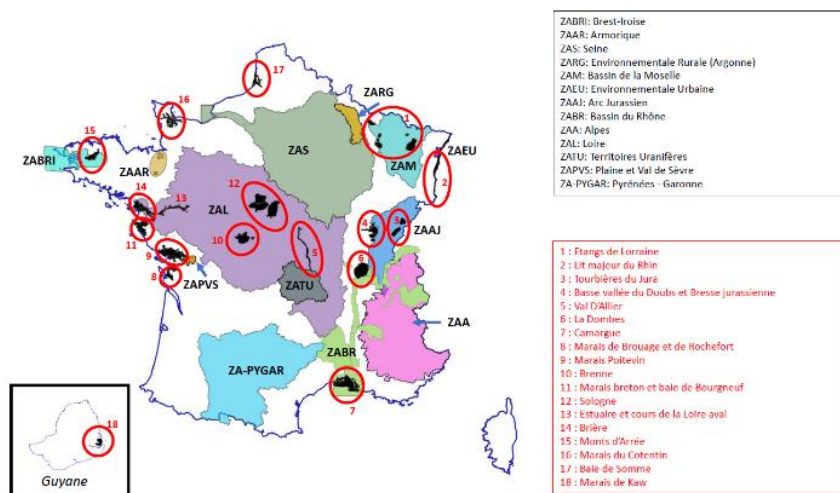 17
ZARG
16
1
15
ZAS
ZAEU
ZABRI
ZAM
ZAAR
2
12
14
13
ZAL
4
3
ZAAJ
11
10
5
6
9
8
ZAPVS
ZATU
ZAA
ZABR
ZA-PYGAR
7
18
Guyane
ZABRI: Brest-Iroise
ZAAR: Armorique
ZAS: Seine
ZARG: Environnementale Rurale (Argonne)
ZAM: Bassin de la Moselle
ZAEU: Environnementale Urbaine
ZAAJ: Arc Jurassien
ZABR: Bassin du Rhône
ZAA: Alpes
ZAL: Loire
ZATU: Territoires Uranifères
ZAPVS: Plaine et Val de Sèvre
ZA-PYGAR: Pyrénées - Garonne
1 : Etangs de Lorraine
2 : Lit majeur du Rhin
3 : Tourbières du Jura
4 : Basse vallée du Doubs et Bresse jurassienne
5 : Val D'Allier
6 : La Dombes
7 : Camargue
8 : Marais de Brouage et de Rochefort
9 : Marais Poitevin
10 : Brenne
11 : Marais breton et baie de Bourgneuf
12 : Sologne
13 : Estuaire et cours de la Loire aval
14 : Brière
15 : Monts d'Arrée
16 : Marais du Cotentin
17 : Baie de Somme
18 : Marais de Kaw